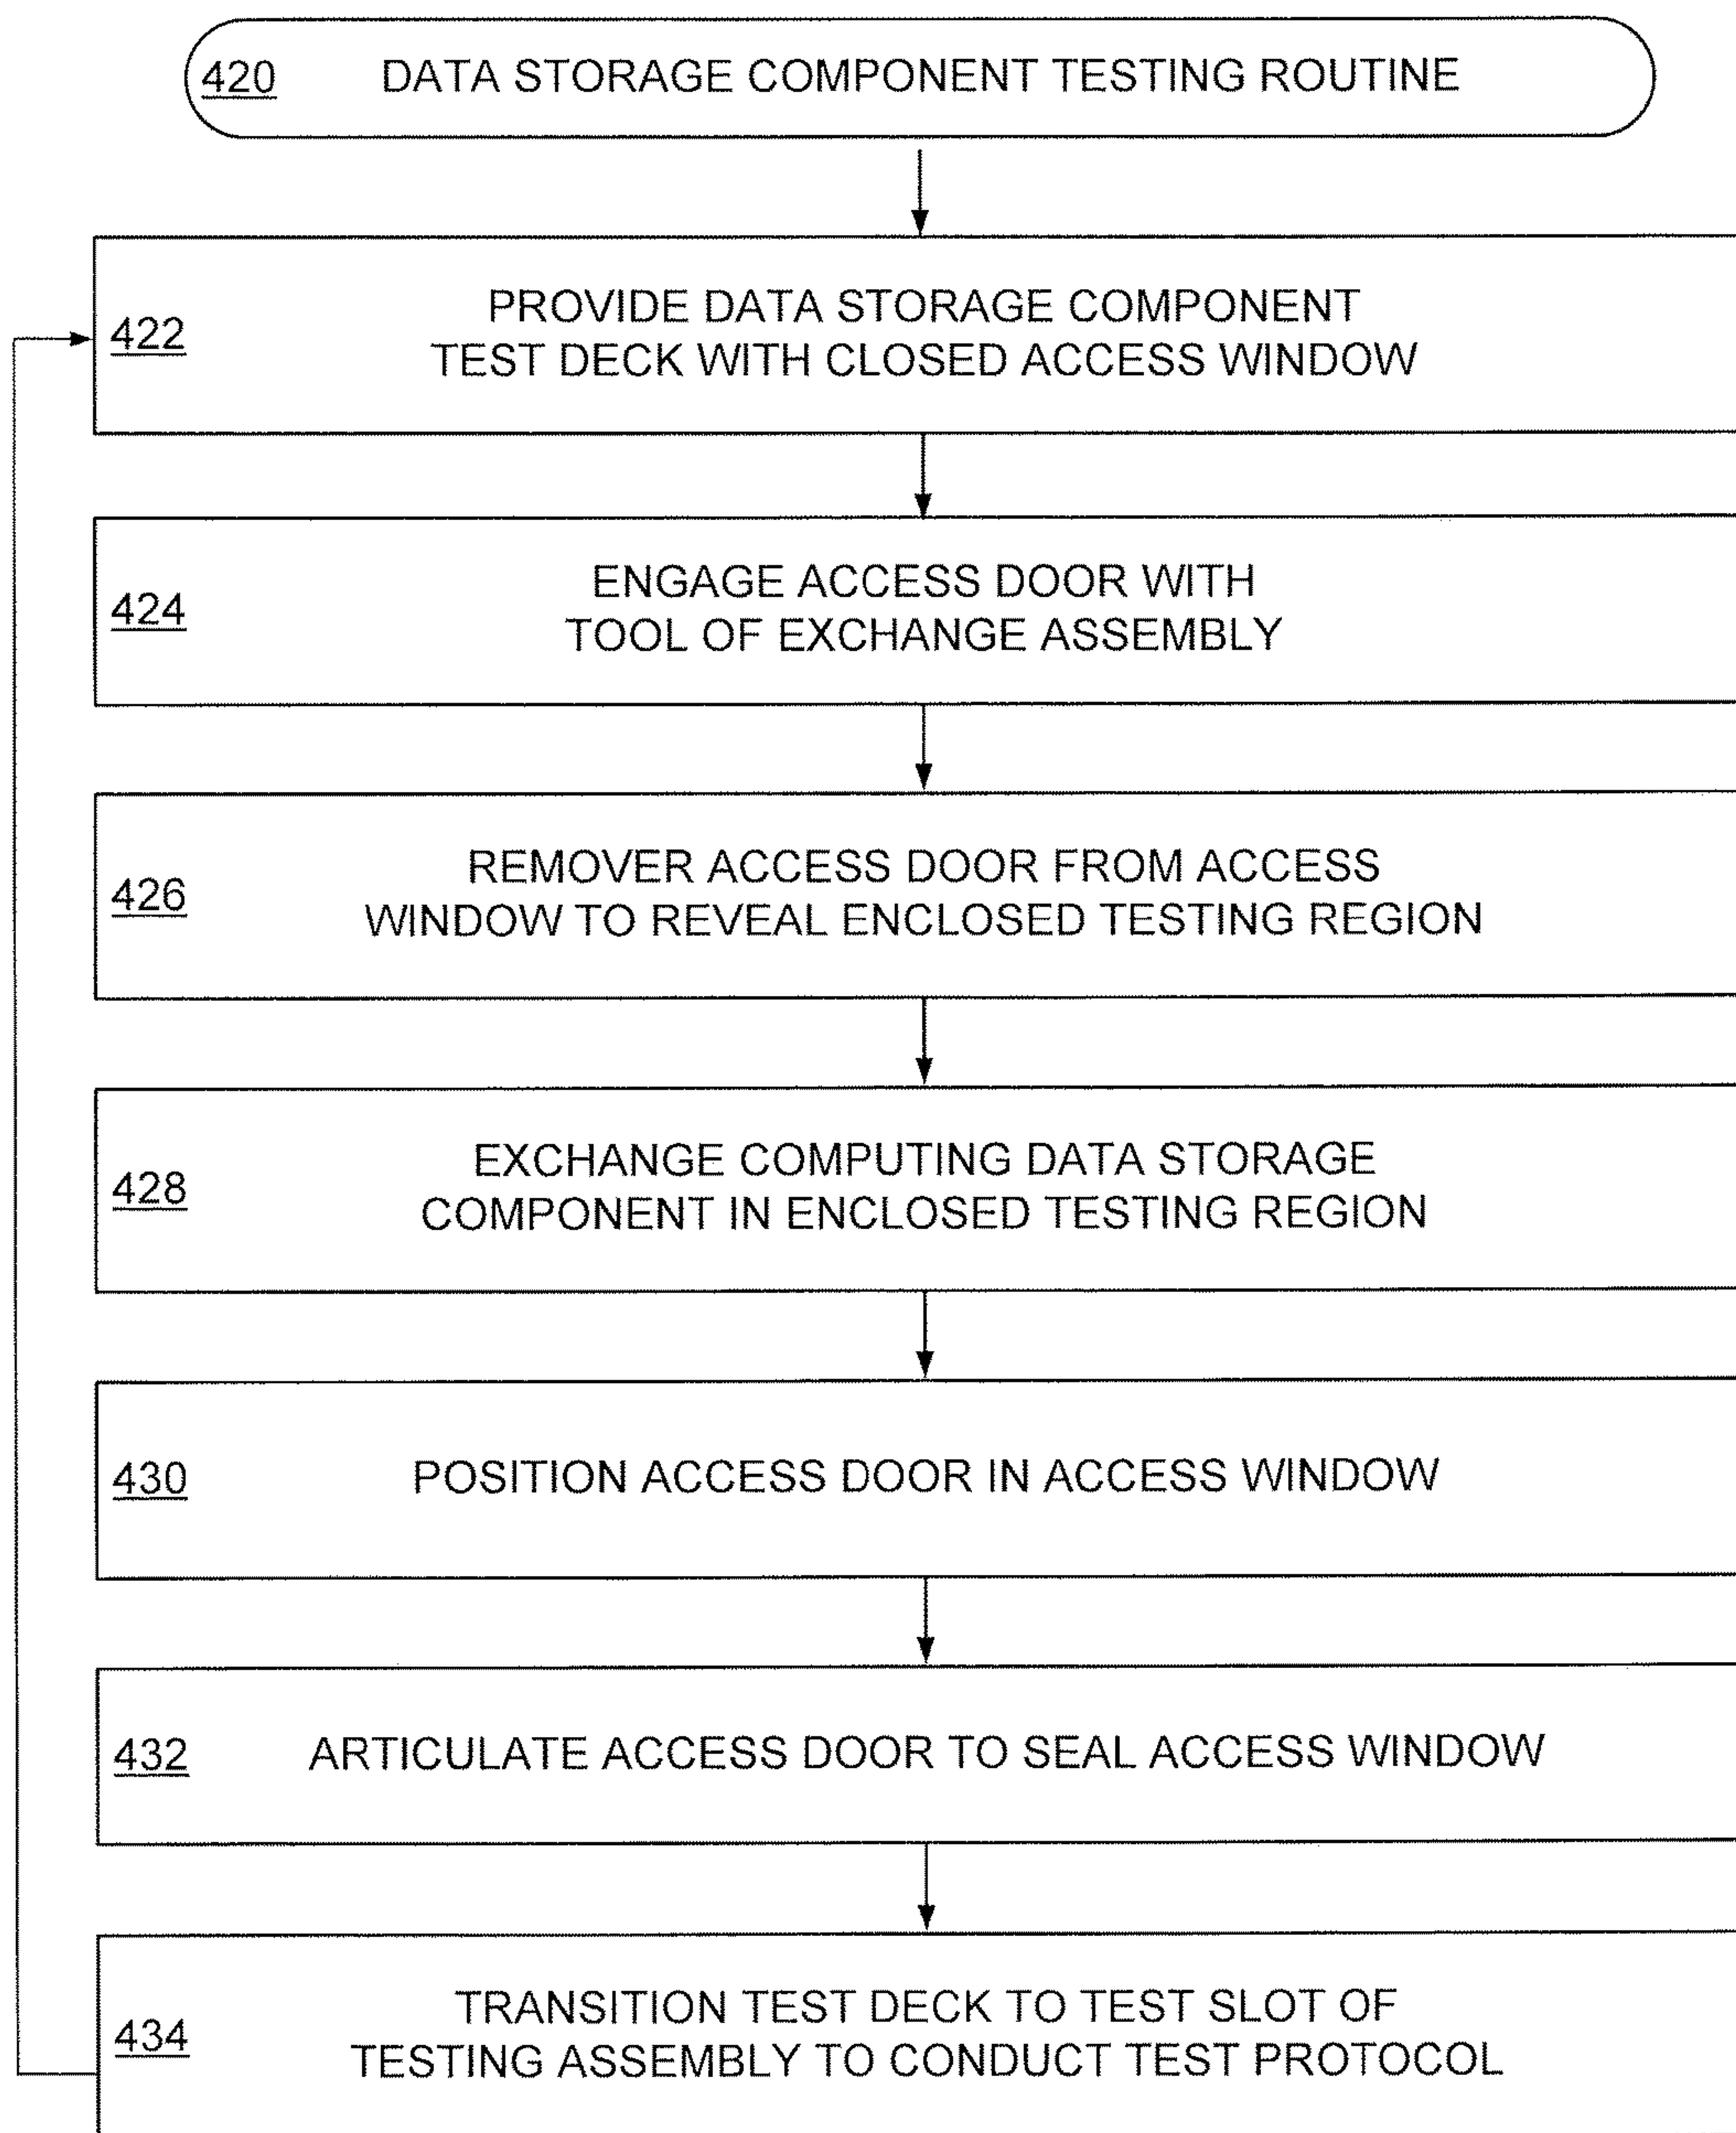 420 DATA STORAGE COMPONENT TESTING ROUTINE
422
PROVIDE DATA STORAGE COMPONENT
TEST DECK WITH CLOSED ACCESS WINDOW
424
ENGAGE ACCESS DOOR WITH
TOOL OF EXCHANGE ASSEMBLY
426
REMOVER ACCESS DOOR FROM ACCESS
WINDOW TO REVEAL ENCLOSED TESTING REGION
428
EXCHANGE COMPUTING DATA STORAGE
COMPONENT IN ENCLOSED TESTING REGION
430 POSITION ACCESS DOOR IN ACCESS WINDOW
432 ARTICULATE ACCESS DOOR TO SEAL ACCESS WINDOW
434
TRANSITION TEST DECK TO TEST SLOT OF
TESTING ASSEMBLY TO CONDUCT TEST PROTOCOL